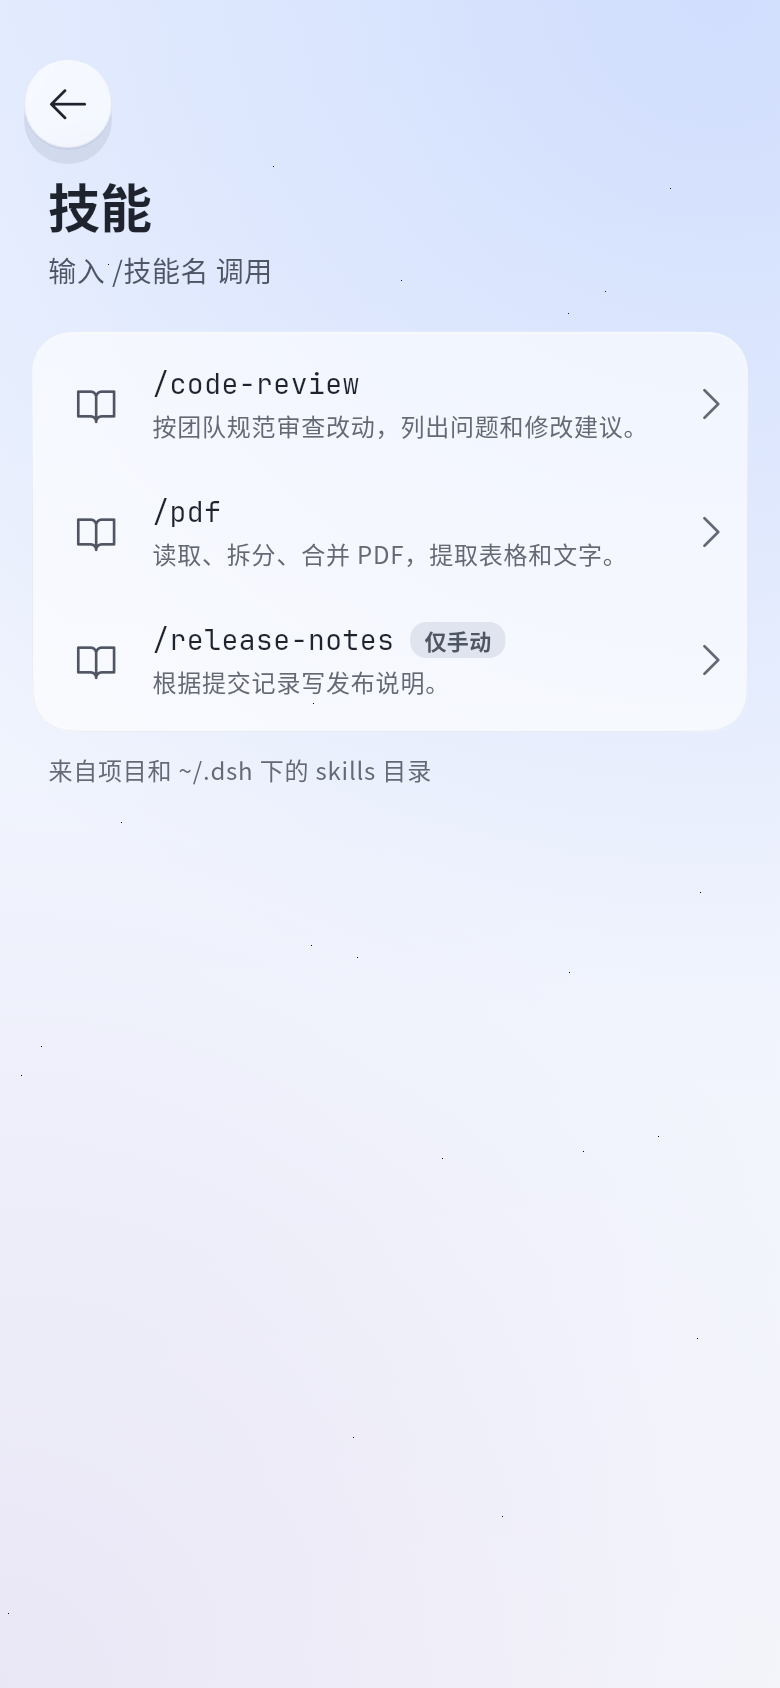 技能
输入 /技能名 调用
/code-review
按团队规范审查改动，列出问题和修改建议。
/pdf
读取、拆分、合并 PDF，提取表格和文字。
/release-notes 仅手动
根据提交记录写发布说明。
来自项目和 ~/.dsh 下的 skills 目录